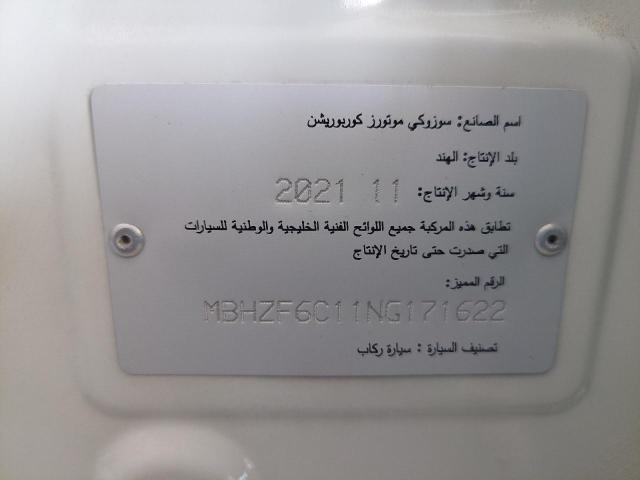 اسم الصانع: سوزوكي موتورز كوربوريشن
بلد الإنتاج: الهند
سنة وشهر الإنتاج: 2021 11
تطابق هذه المركبة جميع اللوائح الفنية الخليجية والوطنية للسيارات
التي صدرت حتى تاريخ الإنتاج
الرقم المميز:
MBHZF6C11NG171622
تصنيف السيارة : سيارة ركاب